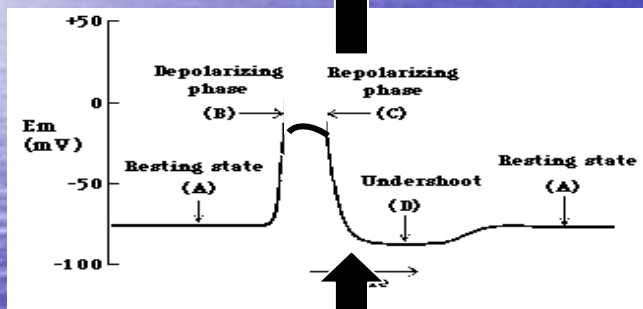 +50
Depolarizing phase (B)
Repolarizing phase (C)
0
Em (mV)
Resting state (A)
Undershoot (D)
Resting state (A)
-50
-100